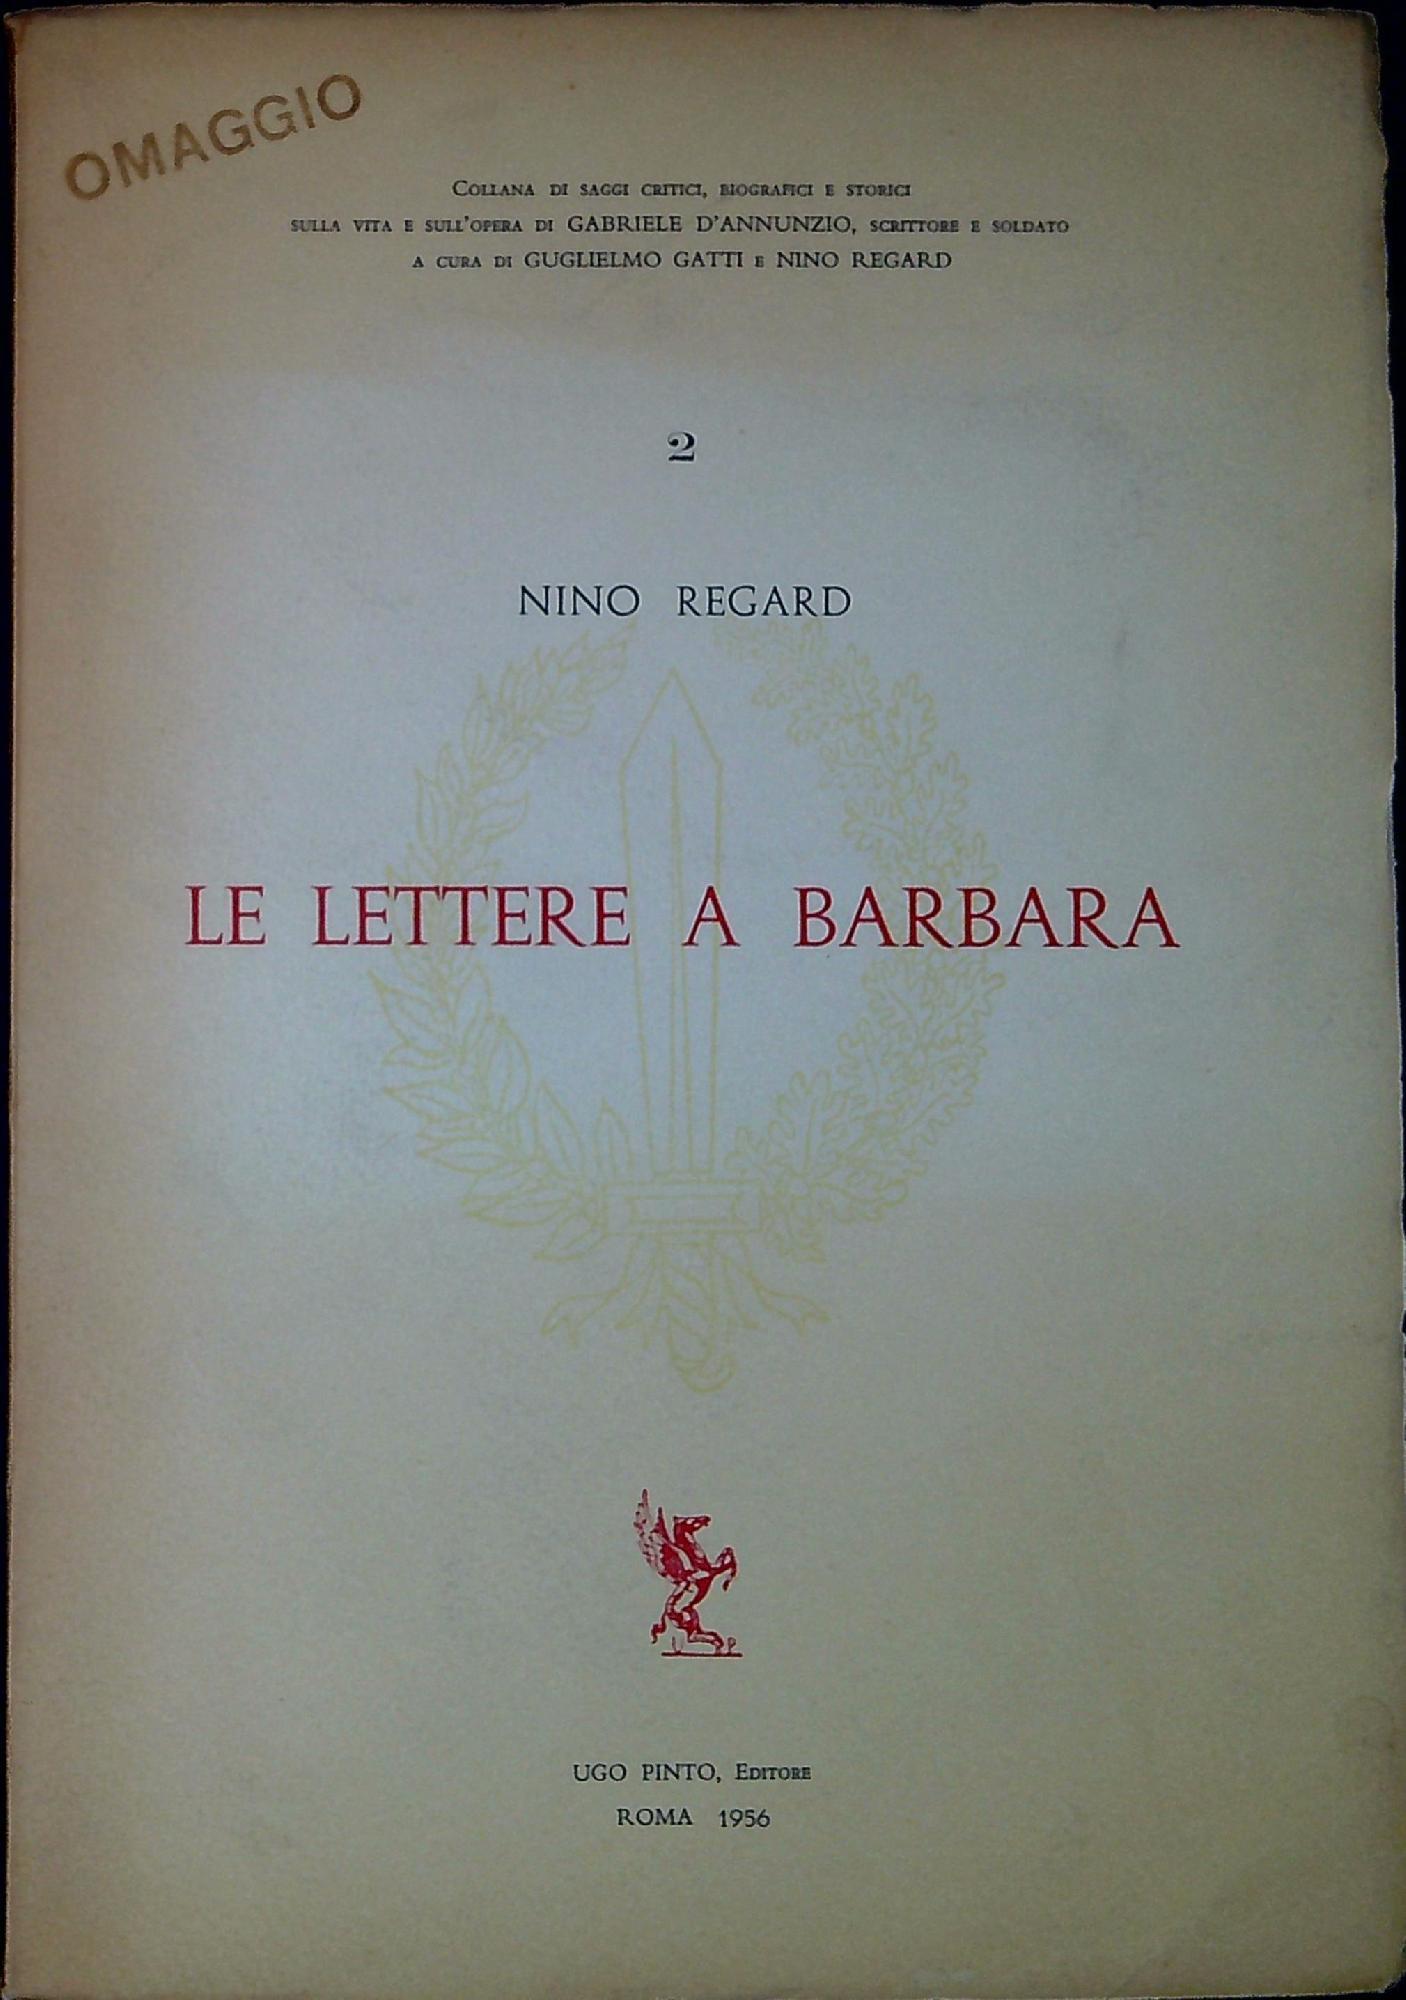 OMAGGIO
COLLANA DI SAGGI CRITICI, BIOGRAFICI E STORICI
SULLA VITA E SULL'OPERA DI GABRIELE D'ANNUNZIO, SCRITTORE E SOLDATO
A CURA DI GUGLIELMO GATTI E NINO REGARD
2
NINO REGARD
LE LETTERE A BARBARA
U P
UGO PINTO, EDITORE
ROMA 1956